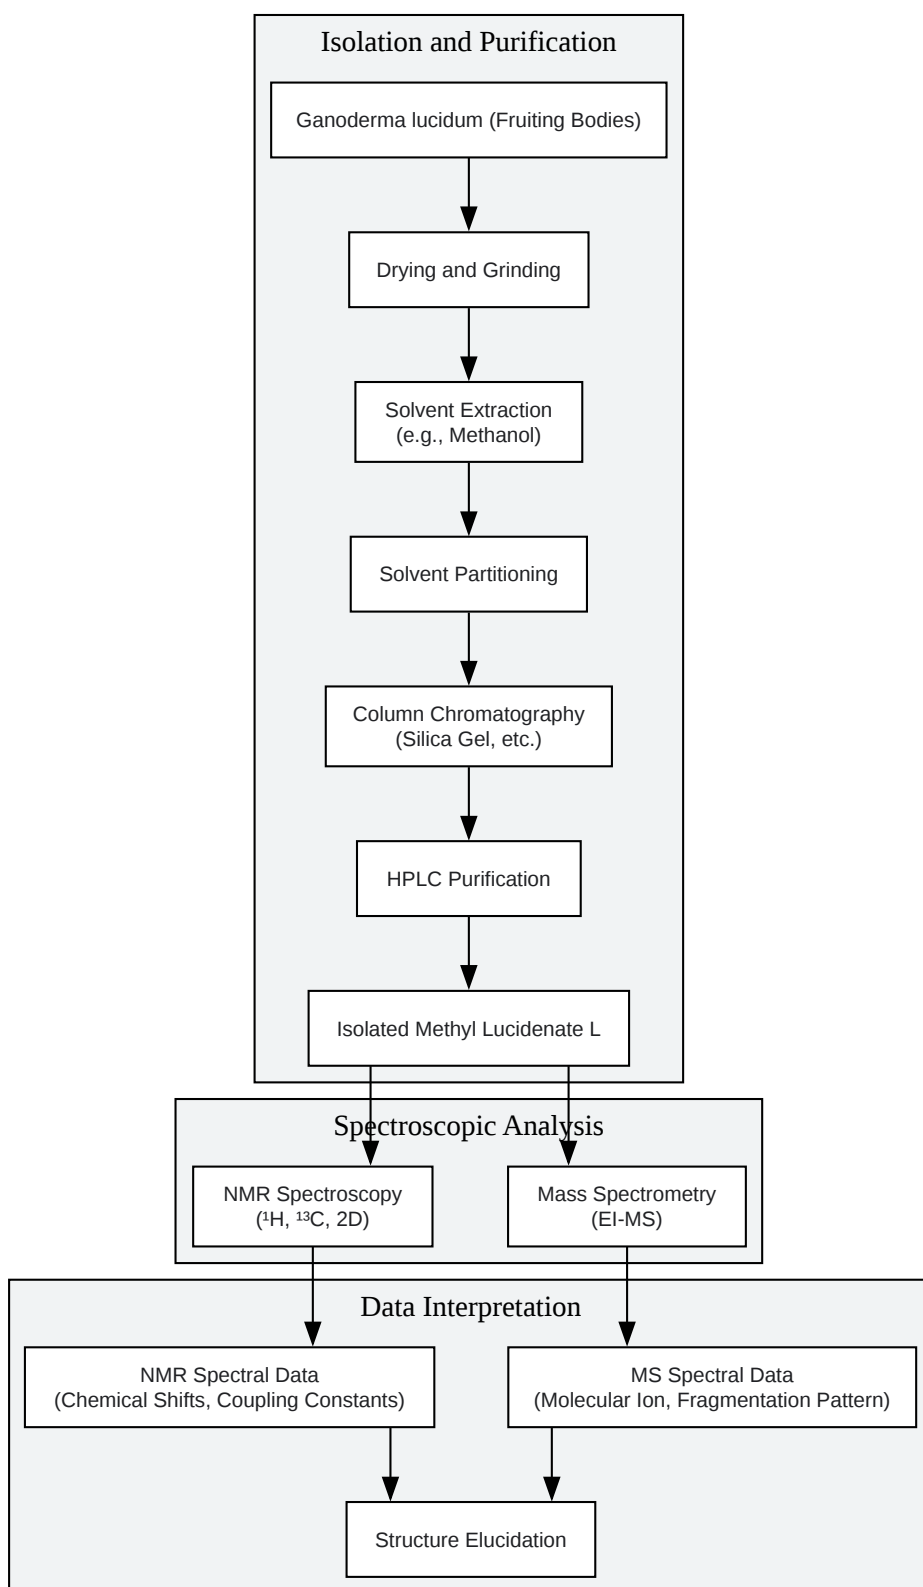 Isolation and Purification
Ganoderma lucidum (Fruiting Bodies)
Drying and Grinding
Solvent Extraction
(e.g., Methanol)
Solvent Partitioning
Column Chromatography
(Silica Gel, etc.)
HPLC Purification
Isolated Methyl Lucidenate L
Spectroscopic Analysis
NMR Spectroscopy
(¹H, ¹³C, 2D)
Mass Spectrometry
(EI-MS)
Data Interpretation
NMR Spectral Data
(Chemical Shifts, Coupling Constants)
MS Spectral Data
(Molecular Ion, Fragmentation Pattern)
Structure Elucidation